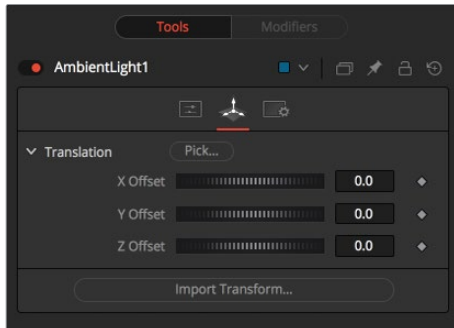 Tools Modifiers
AmbientLight1
Translation Pick...
X Offset 0.0
Y Offset 0.0
Z Offset 0.0
Import Transform...